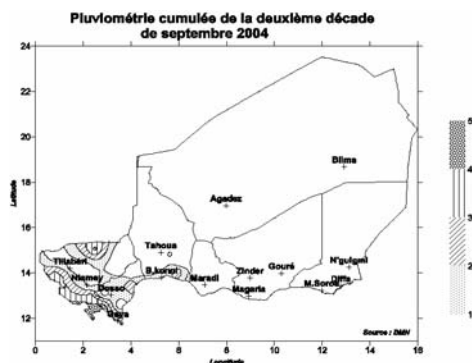 Pluviométrie cumulée de la deuxième décade
de septembre 2004
24
22
20
18
16
14
12
Latitude
Bilma
Agadez
Tahoua
Tillabéri
Niamey
Dosso
B.konni
Maradi
Zinder
Gouré
N'guigmi
Magaria
M.Soroa
Diffa
Gaya
0
2
4
6
8
10
12
14
16
Longitude
Source : DMN
5
4
3
2
1